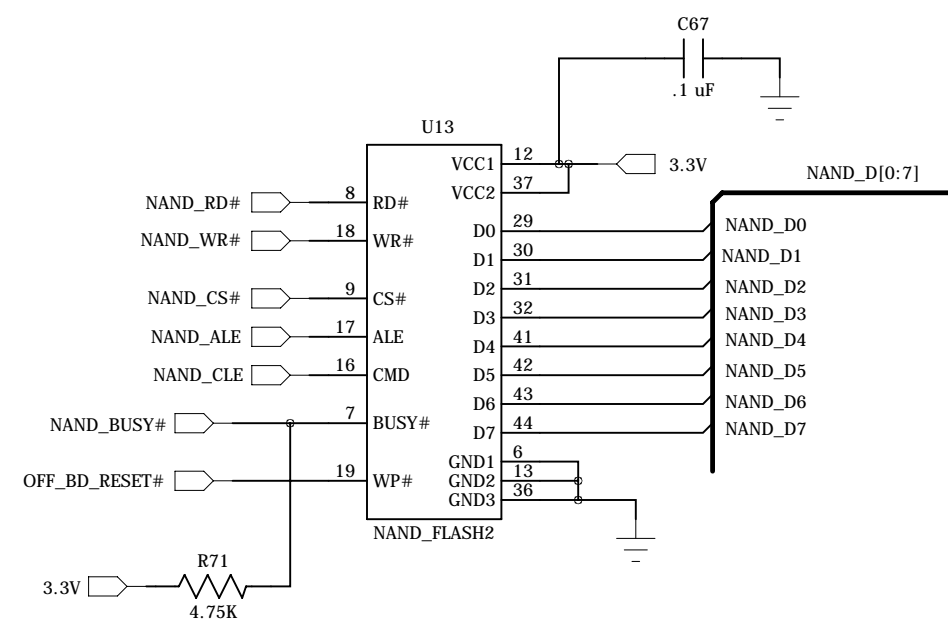 C67
.1 uF
U13
VCC1 12 3.3V
VCC2 37
NAND_D[0:7]
NAND_RD# 8 RD#
NAND_WR# 18 WR#
NAND_CS# 9 CS#
NAND_ALE 17 ALE
NAND_CLE 16 CMD
NAND_BUSY# 7 BUSY#
OFF_BD_RESET# 19 WP#
D0 29 NAND_D0
D1 30 NAND_D1
D2 31 NAND_D2
D3 32 NAND_D3
D4 41 NAND_D4
D5 42 NAND_D5
D6 43 NAND_D6
D7 44 NAND_D7
GND1 6
GND2 13
GND3 36
NAND_FLASH2
R71
3.3V
4.75K